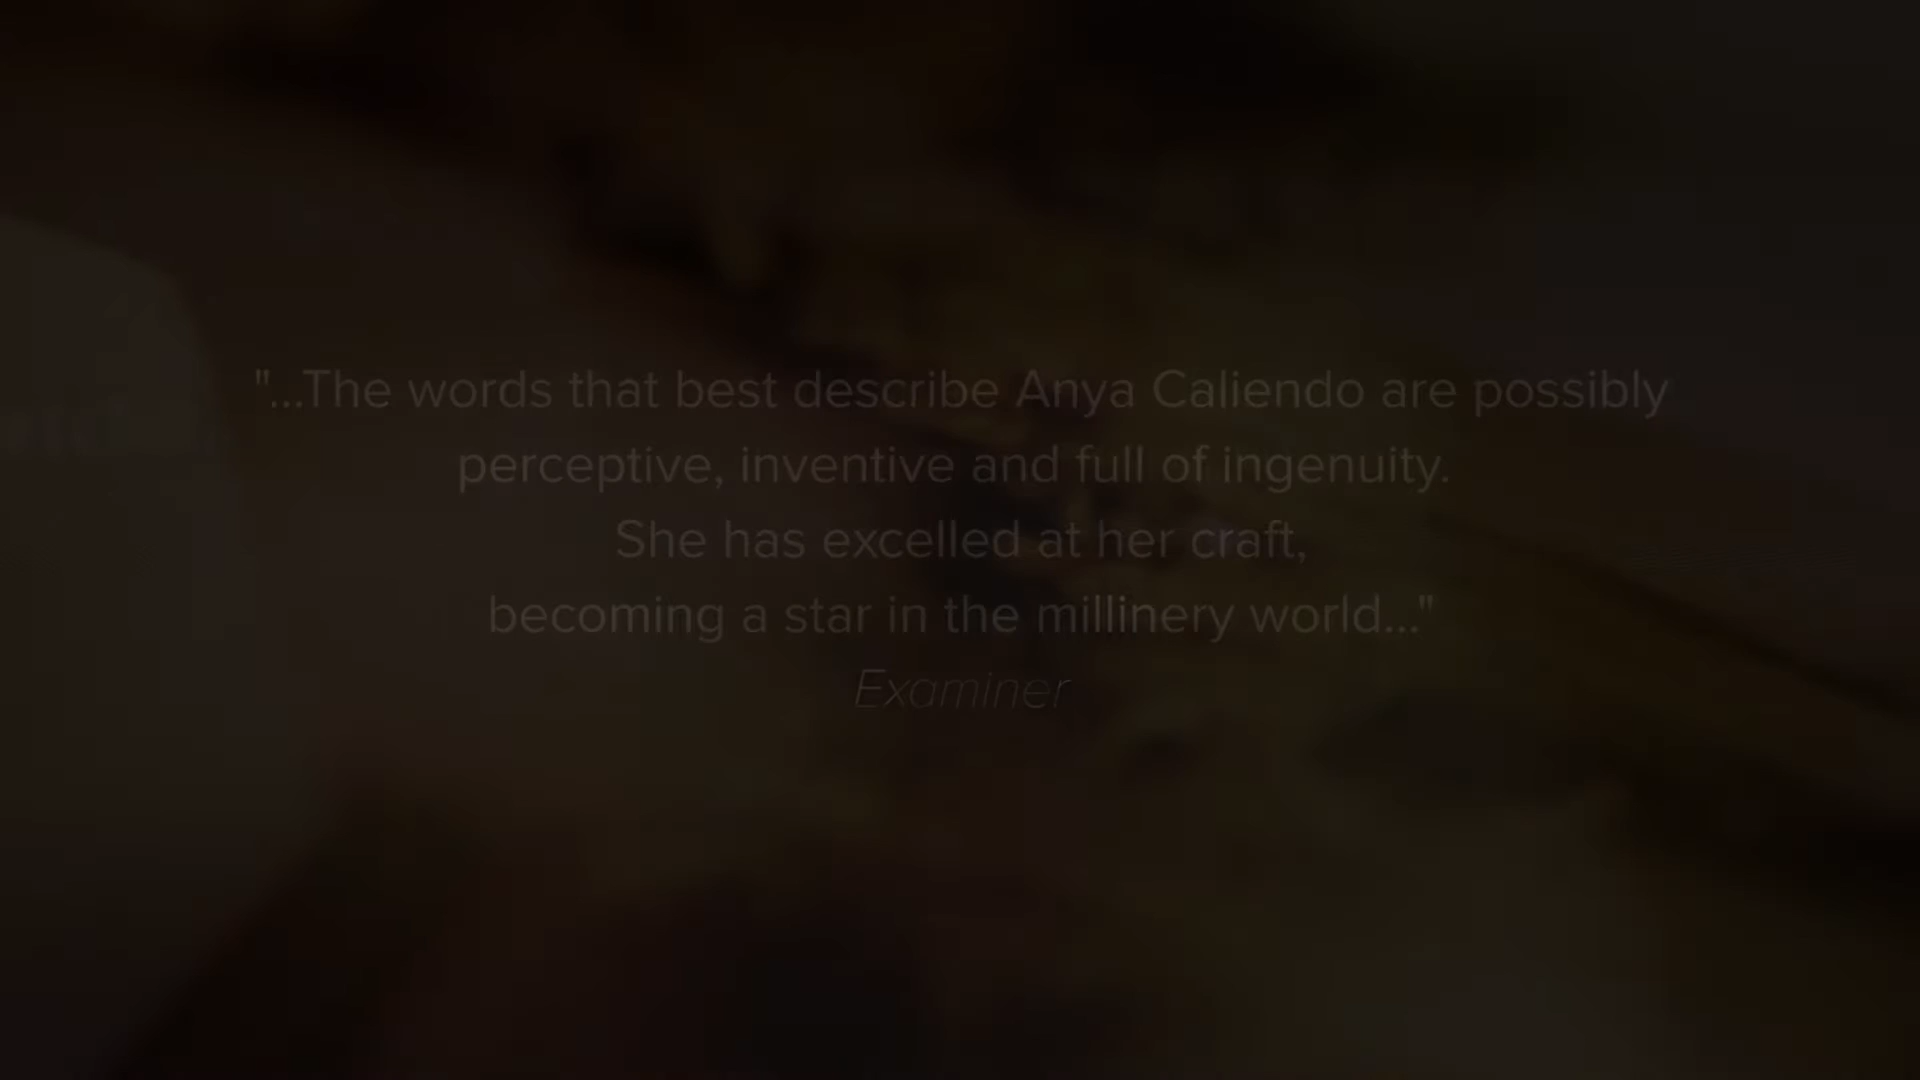 "...The words that best describe Anya Caliendo are possibly
perceptive, inventive and full of ingenuity.
She has excelled at her craft,
becoming a star in the millinery world..."
Examiner